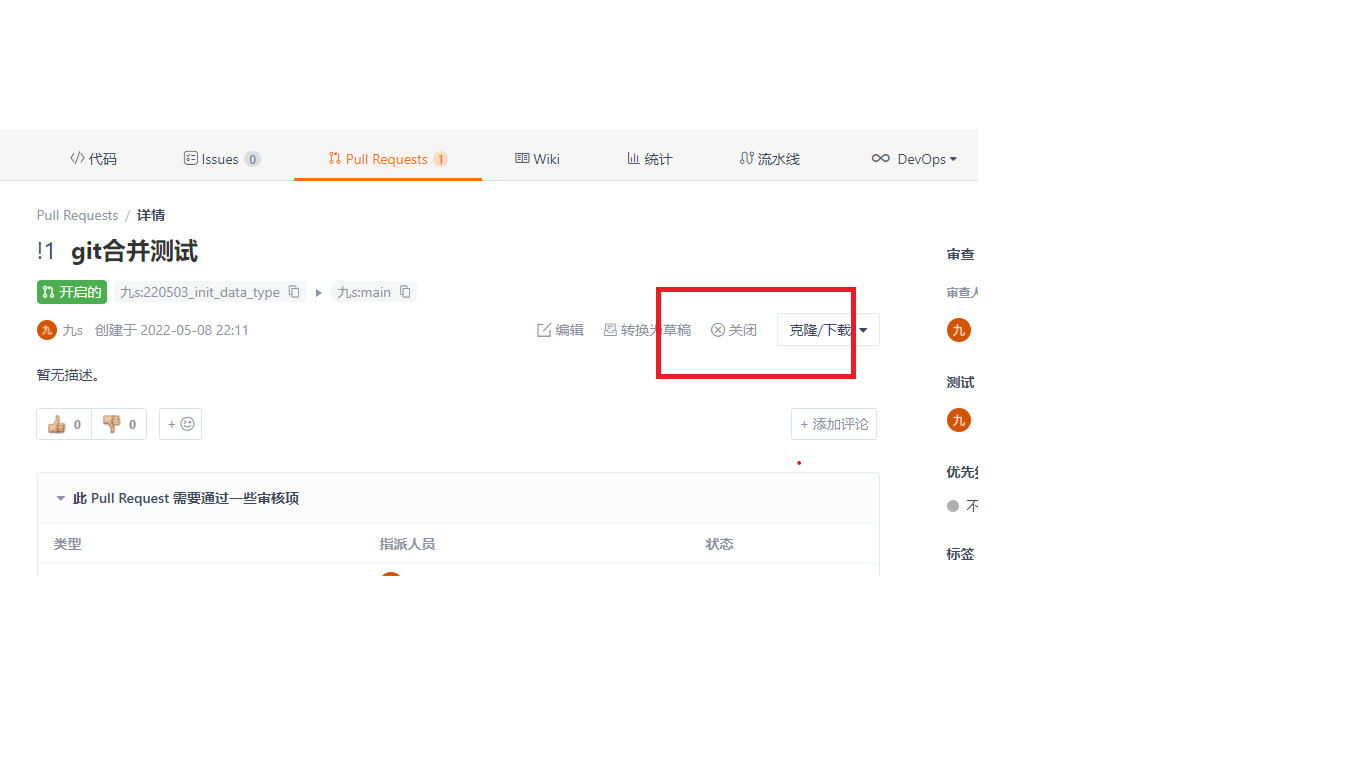 代码 Issues 0 Pull Requests 1 Wiki 统计 流水线 DevOps
Pull Requests / 详情
!1 git合并测试
审查
开启的 九s:220503_init_data_type 九s:main
审查人
九 九s 创建于 2022-05-08 22:11 编辑 转换为草稿 关闭 克隆/下载
九
暂无描述。
测试
0 0 + + 添加评论
九
优先级
此 Pull Request 需要通过一些审核项
不
类型 指派人员 状态
标签